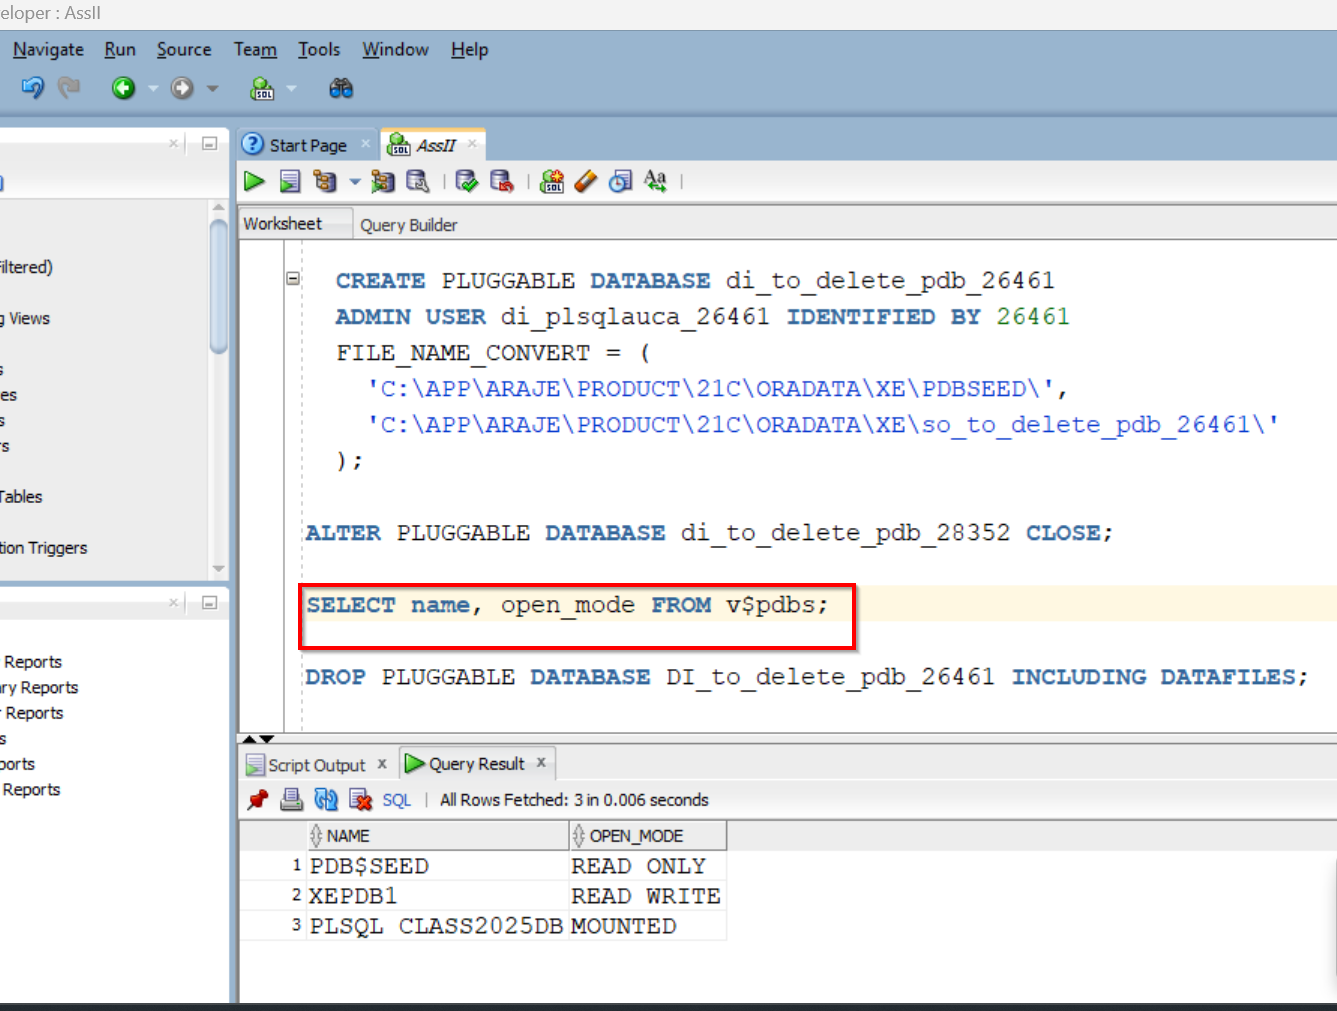 eloper : AssII
Navigate Run Source Team Tools Window Help
Start Page AssII
Worksheet Query Builder
iltered)
g Views
s
es
s
rs
Tables
tion Triggers
CREATE PLUGGABLE DATABASE di_to_delete_pdb_26461
ADMIN USER di_plsqlauca_26461 IDENTIFIED BY 26461
FILE_NAME_CONVERT = (
'C:\APP\ARAJE\PRODUCT\21C\ORADATA\XE\PDBSEED\',
'C:\APP\ARAJE\PRODUCT\21C\ORADATA\XE\so_to_delete_pdb_26461\'
);
ALTER PLUGGABLE DATABASE di_to_delete_pdb_28352 CLOSE;
SELECT name, open_mode FROM v$pdbs;
DROP PLUGGABLE DATABASE DI_to_delete_pdb_26461 INCLUDING DATAFILES;
Reports
ry Reports
r Reports
s
ports
Reports
Script Output x Query Result x
SQL | All Rows Fetched: 3 in 0.006 seconds
NAME OPEN_MODE
1 PDB$SEED READ ONLY
2 XEPDB1 READ WRITE
3 PLSQL CLASS2025DB MOUNTED